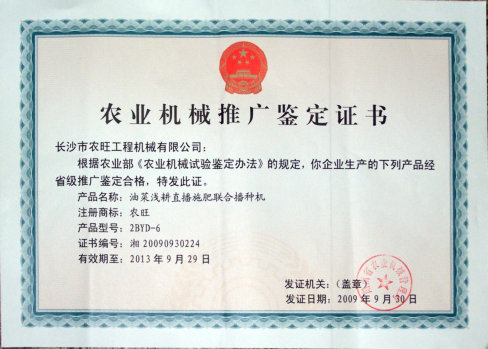 农业机械推广鉴定证书
长沙市农旺工程机械有限公司:
根据农业部《农业机械试验鉴定办法》的规定, 你企业生产的下列产品经
省级推广鉴定合格, 特发此证。
产品名称: 油菜浅耕直播施肥联合播种机
注册商标: 农旺
产品型号: 2BYD-6
证书编号: 湘 20090930224
有效期至: 2013 年 9 月 29 日
发证机关: (盖章)
发证日期: 2009 年 9 月 30 日